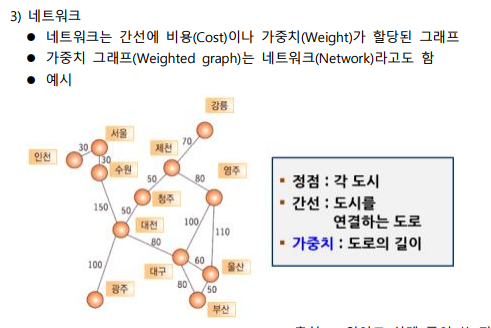 3) 네트워크
● 네트워크는 간선에 비용(Cost)이나 가중치(Weight)가 할당된 그래프
● 가중치 그래프(Weighted graph)는 네트워크(Network)라고도 함
● 예시
강릉
서울
70
제천
인천
30
30
수원
80
영주
50
청주
150
50
대전
100
110
80
100
대구
60
울산
80
50
광주
부산
▪ 정점 : 각 도시
▪ 간선 : 도시를
연결하는 도로
▪ 가중치 : 도로의 길이